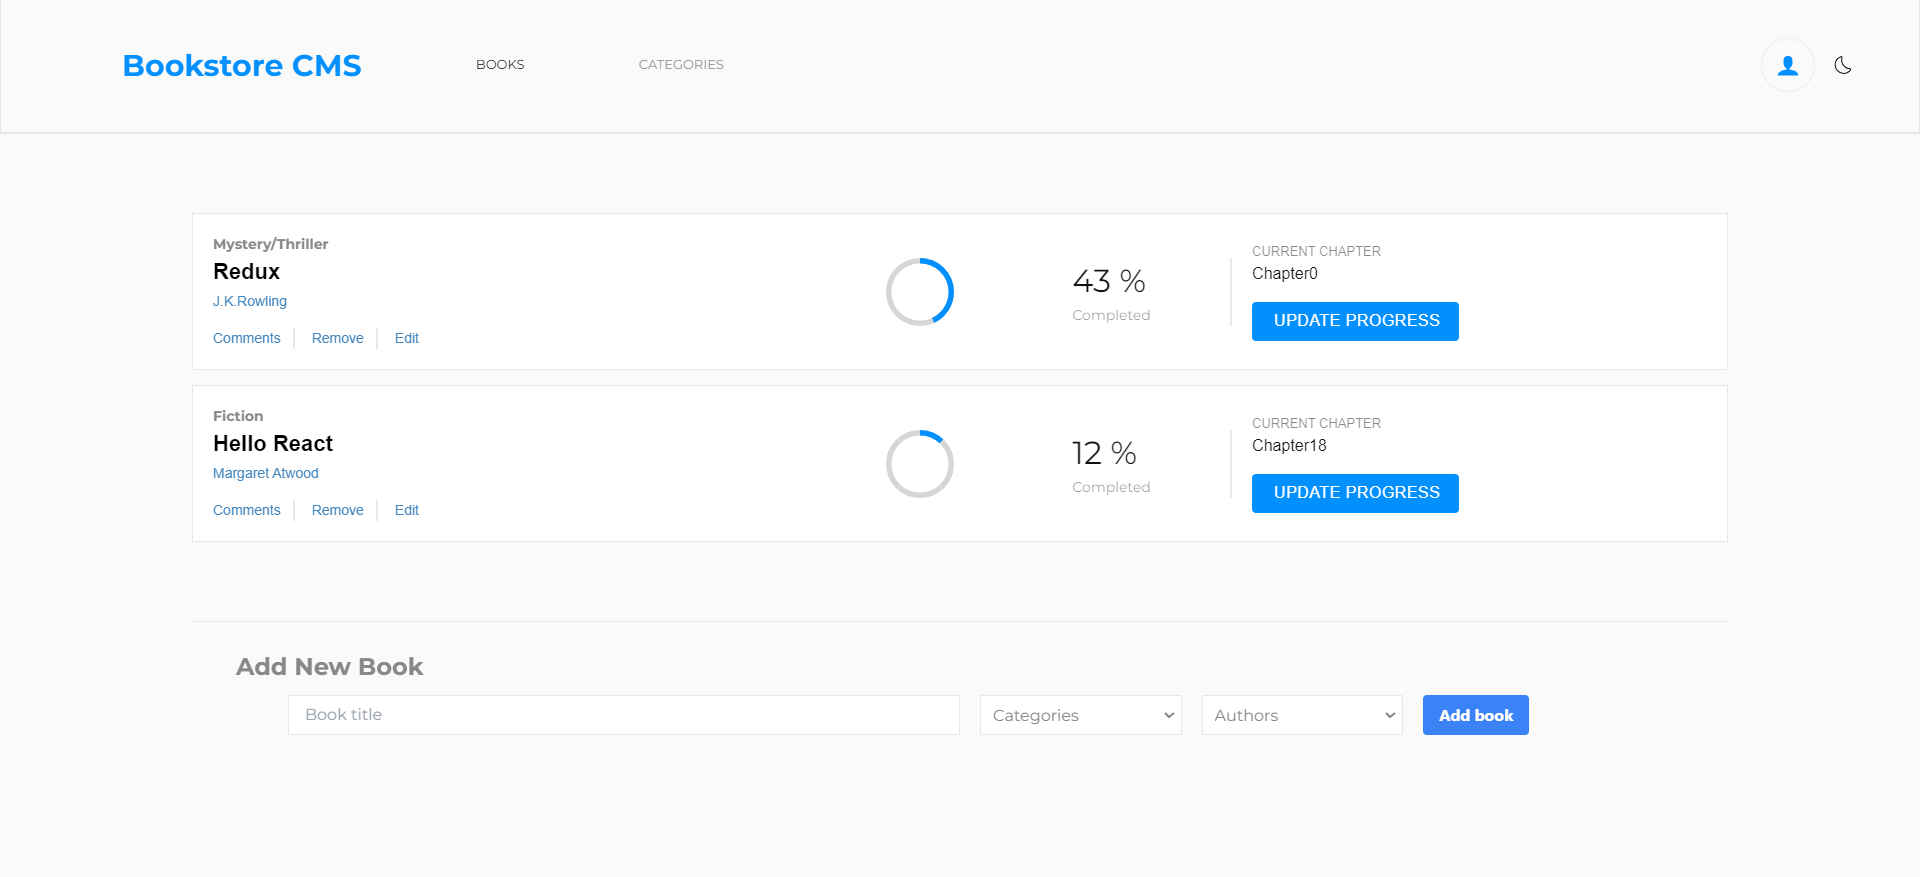 Bookstore CMS
BOOKS
CATEGORIES
Mystery/Thriller
Redux
J.K.Rowling
Comments
Remove
Edit
43 %
Completed
CURRENT CHAPTER
Chapter0
UPDATE PROGRESS
Fiction
Hello React
Margaret Atwood
Comments
Remove
Edit
12 %
Completed
CURRENT CHAPTER
Chapter18
UPDATE PROGRESS
Add New Book
Book title
Categories
Authors
Add book